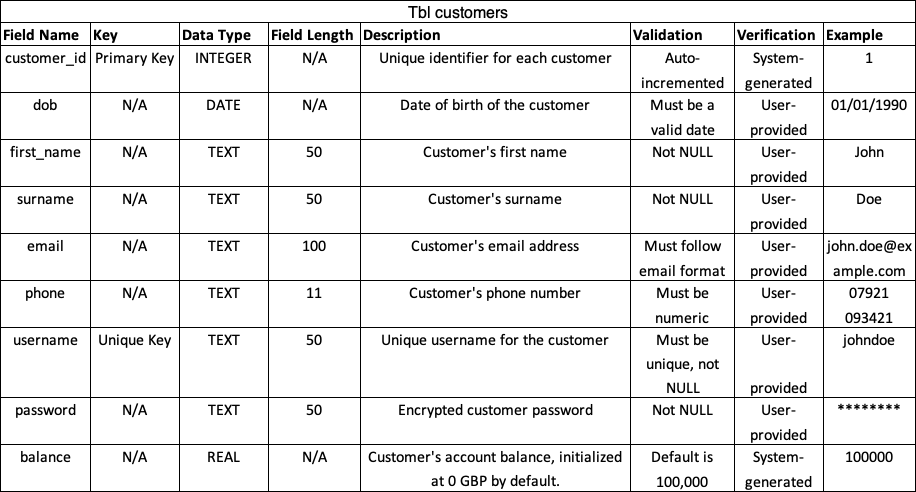 Tbl customers
Field Name Key Data Type Field Length Description Validation Verification Example
customer_id Primary Key INTEGER N/A Unique identifier for each customer Auto- System- 1
incremented generated
dob N/A DATE N/A Date of birth of the customer Must be a User- 01/01/1990
valid date provided
first_name N/A TEXT 50 Customer's first name Not NULL User- John
provided
surname N/A TEXT 50 Customer's surname Not NULL User- Doe
provided
email N/A TEXT 100 Customer's email address Must follow User- john.doe@ex
email format provided ample.com
phone N/A TEXT 11 Customer's phone number Must be User- 07921
numeric provided 093421
username Unique Key TEXT 50 Unique username for the customer Must be User- johndoe
unique, not
NULL provided
password N/A TEXT 50 Encrypted customer password Not NULL User- ********
provided
balance N/A REAL N/A Customer's account balance, initialized Default is System- 100000
at 0 GBP by default. 100,000 generated